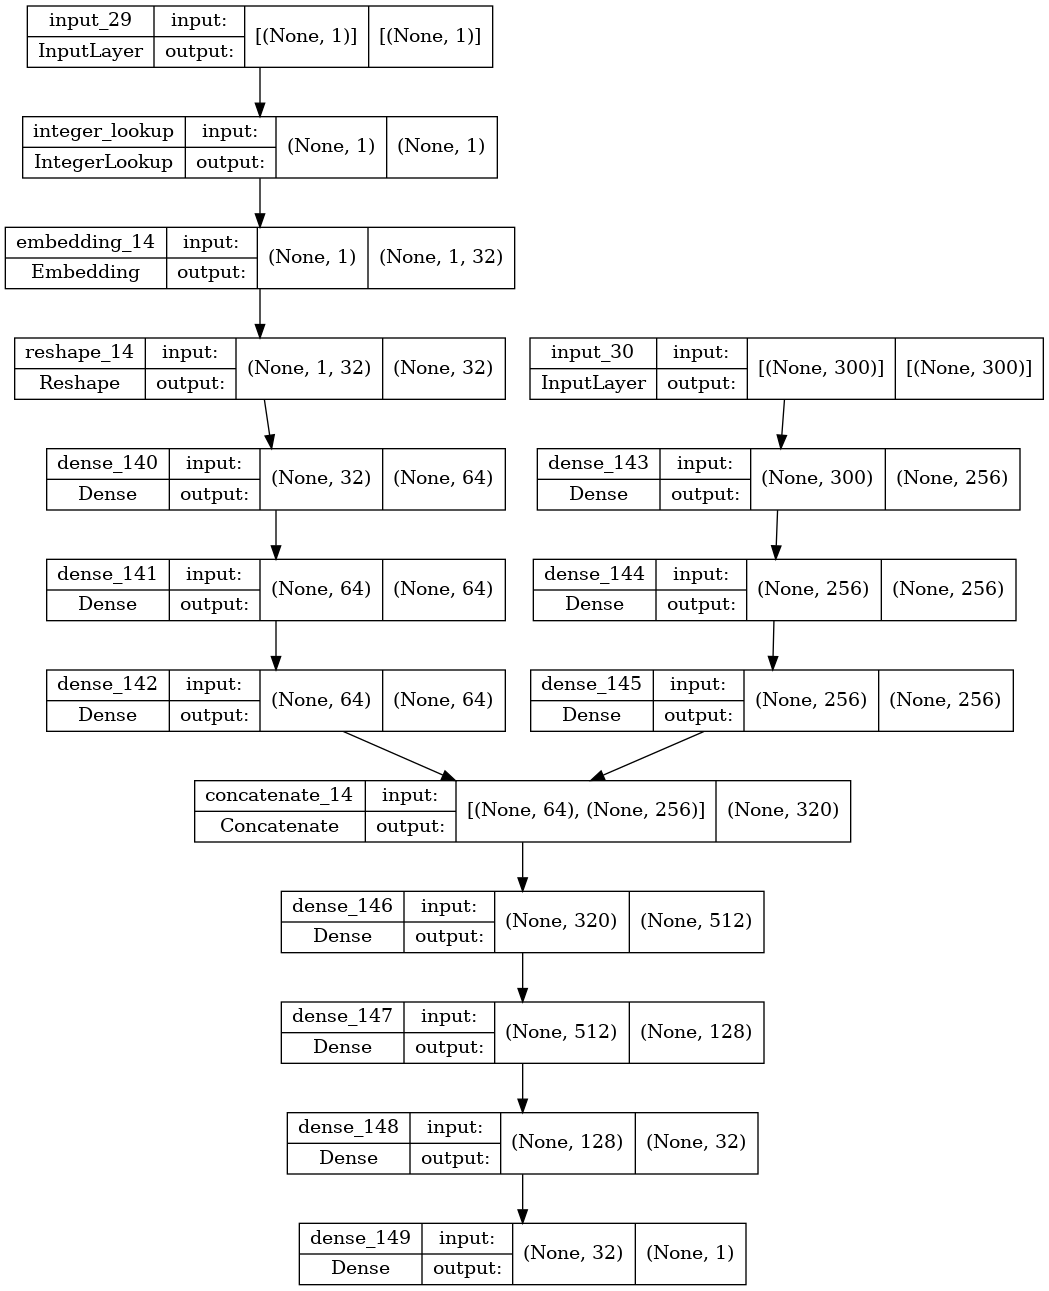 input_29 input: [(None, 1)] [(None, 1)]
InputLayer output:
integer_lookup input: (None, 1) (None, 1)
IntegerLookup output:
embedding_14 input: (None, 1) (None, 1, 32)
Embedding output:
reshape_14 input: (None, 1, 32) (None, 32)
Reshape output:
input_30 input: [(None, 300)] [(None, 300)]
InputLayer output:
dense_140 input: (None, 32) (None, 64)
Dense output:
dense_143 input: (None, 300) (None, 256)
Dense output:
dense_141 input: (None, 64) (None, 64)
Dense output:
dense_144 input: (None, 256) (None, 256)
Dense output:
dense_142 input: (None, 64) (None, 64)
Dense output:
dense_145 input: (None, 256) (None, 256)
Dense output:
concatenate_14 input: [(None, 64), (None, 256)] (None, 320)
Concatenate output:
dense_146 input: (None, 320) (None, 512)
Dense output:
dense_147 input: (None, 512) (None, 128)
Dense output:
dense_148 input: (None, 128) (None, 32)
Dense output:
dense_149 input: (None, 32) (None, 1)
Dense output: